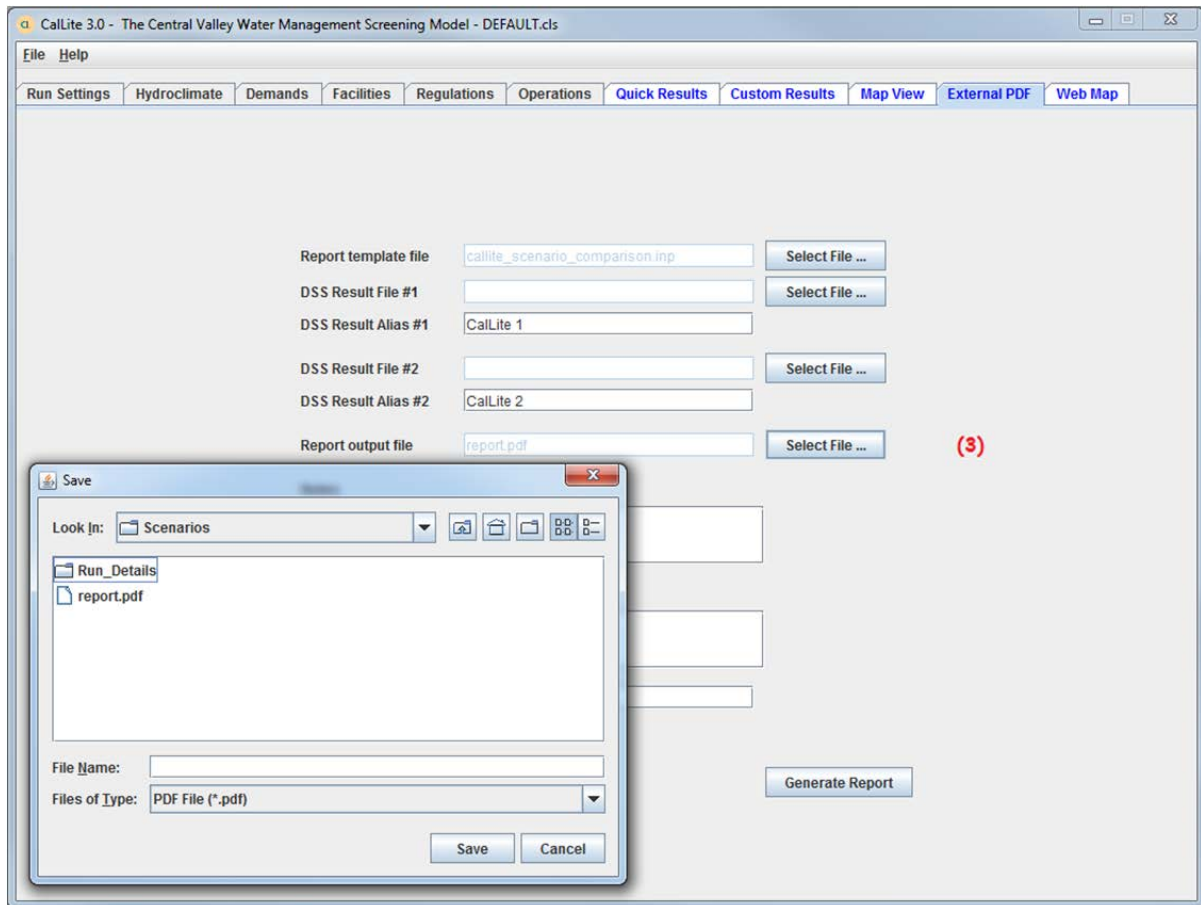 CalLite 3.0 - The Central Valley Water Management Screening Model - DEFAULT.cls
File Help
Run Settings Hydroclimate Demands Facilities Regulations Operations Quick Results Custom Results Map View External PDF Web Map
Report template file callite_scenario_comparison.inp Select File ...
DSS Result File #1 Select File ...
DSS Result Alias #1 CalLite 1
DSS Result File #2 Select File ...
DSS Result Alias #2 CalLite 2
Report output file report.pdf Select File ... (3)
Save
Look In: Scenarios
Run_Details
report.pdf
File Name:
Files of Type: PDF File (*.pdf)
Save Cancel
Generate Report